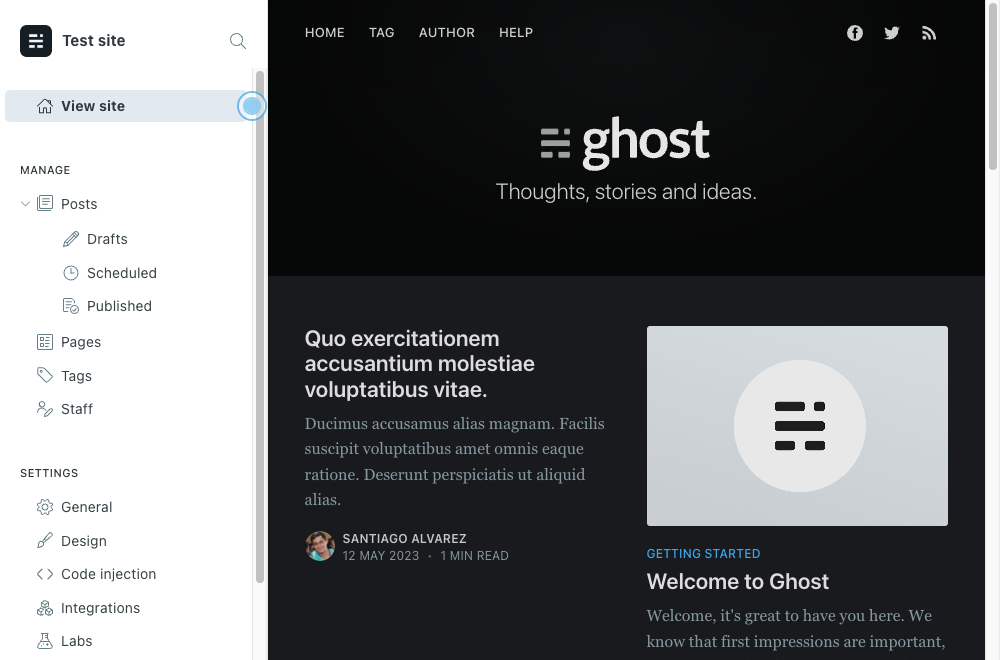 Test site
View site
MANAGE
Posts
Drafts
Scheduled
Published
Pages
Tags
Staff
SETTINGS
General
Design
Code injection
Integrations
Labs
HOME TAG AUTHOR HELP
ghost
Thoughts, stories and ideas.
Quo exercitationem
accusantium molestiae
voluptatibus vitae.
Ducimus accusamus alias magnam. Facilis
suscipit voluptatibus amet omnis eaque
ratione. Deserunt perspiciatis ut aliquid
alias.
SANTIAGO ALVAREZ
12 MAY 2023 • 1 MIN READ
GETTING STARTED
Welcome to Ghost
Welcome, it's great to have you here. We
know that first impressions are important,